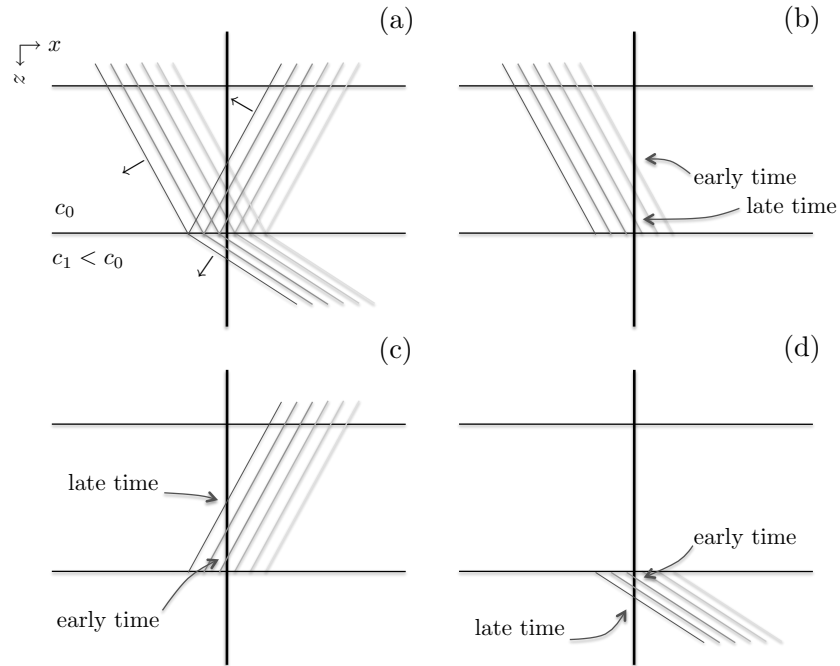 (a)
x
z
c₀
c₁ < c₀
(b)
early time
late time
(c)
late time
early time
(d)
early time
late time